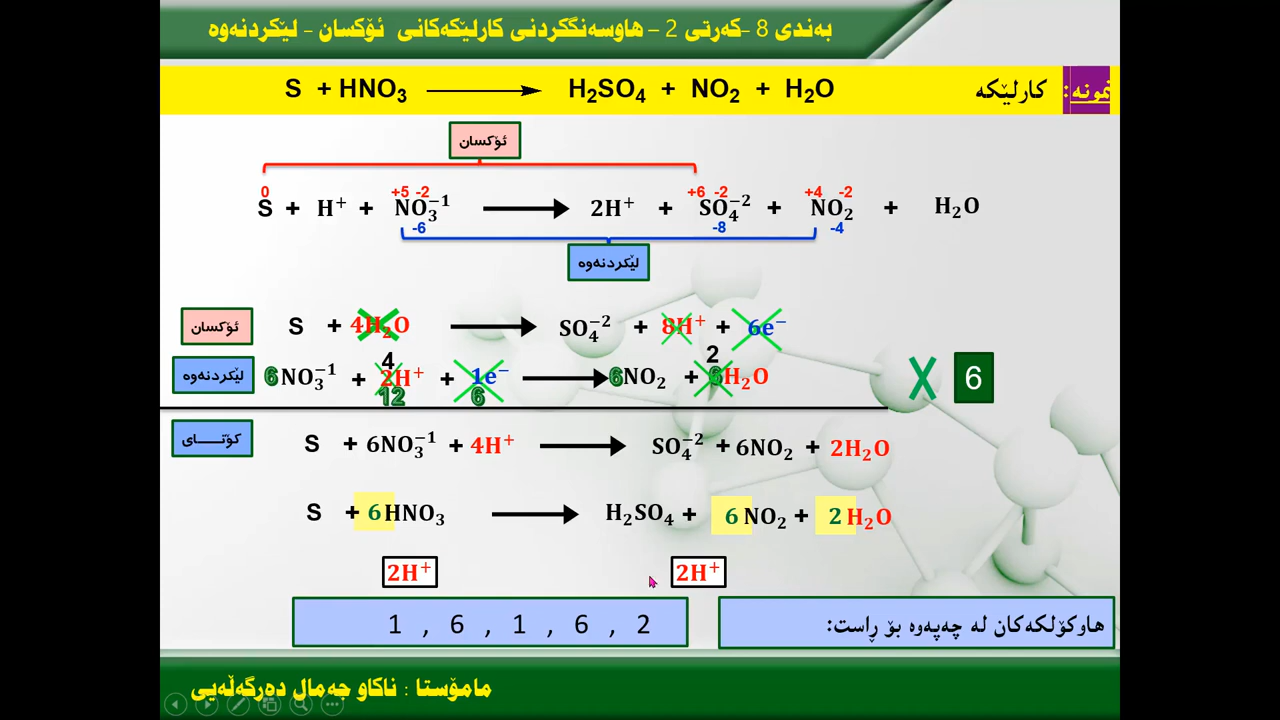 بەندی 8 –کەرتی 2 – هاوسەنگکردنی کارلێکەکانی ئۆکسان - لێکردنەوە
نمونە: کارلێکە S + HNO₃ ⟶ H₂SO₄ + NO₂ + H₂O
ئۆکسان
0 +5 -2 +6 -2 +4 -2
S + H⁺ + NO₃⁻¹ ⟶ 2H⁺ + SO₄⁻² + NO₂ + H₂O
-6 -8 -4
لێکردنەوە
ئۆکسان S + 4H₂O ⟶ SO₄⁻² + 8H⁺ + 6e⁻
4 2
لێکردنەوە 6NO₃⁻¹ + 2H⁺ + 1e⁻ ⟶ 6NO₂ + 6H₂O X 6
12 6
کۆتـــای S + 6NO₃⁻¹ + 4H⁺ ⟶ SO₄⁻² + 6NO₂ + 2H₂O
S + 6HNO₃ ⟶ H₂SO₄ + 6NO₂ + 2H₂O
2H⁺ 2H⁺
هاوکۆلکەکان لە چەپەوە بۆ ڕاست: 1 , 6 , 1 , 6 , 2
مامۆستا : ناکاو جەمال دەرگەڵەیی